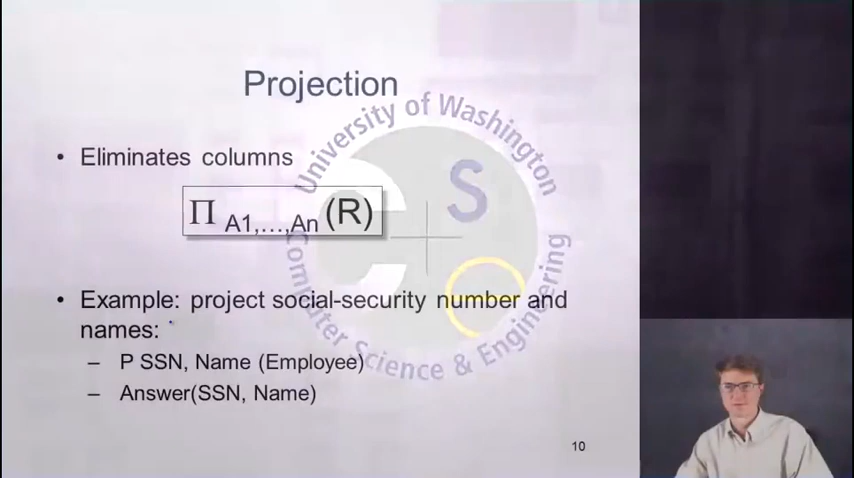 Projection
• Eliminates columns
Π A1,…,An (R)
• Example: project social-security number and
names:
– P SSN, Name (Employee)
– Answer(SSN, Name)
10
University of Washington
Computer Science & Engineering